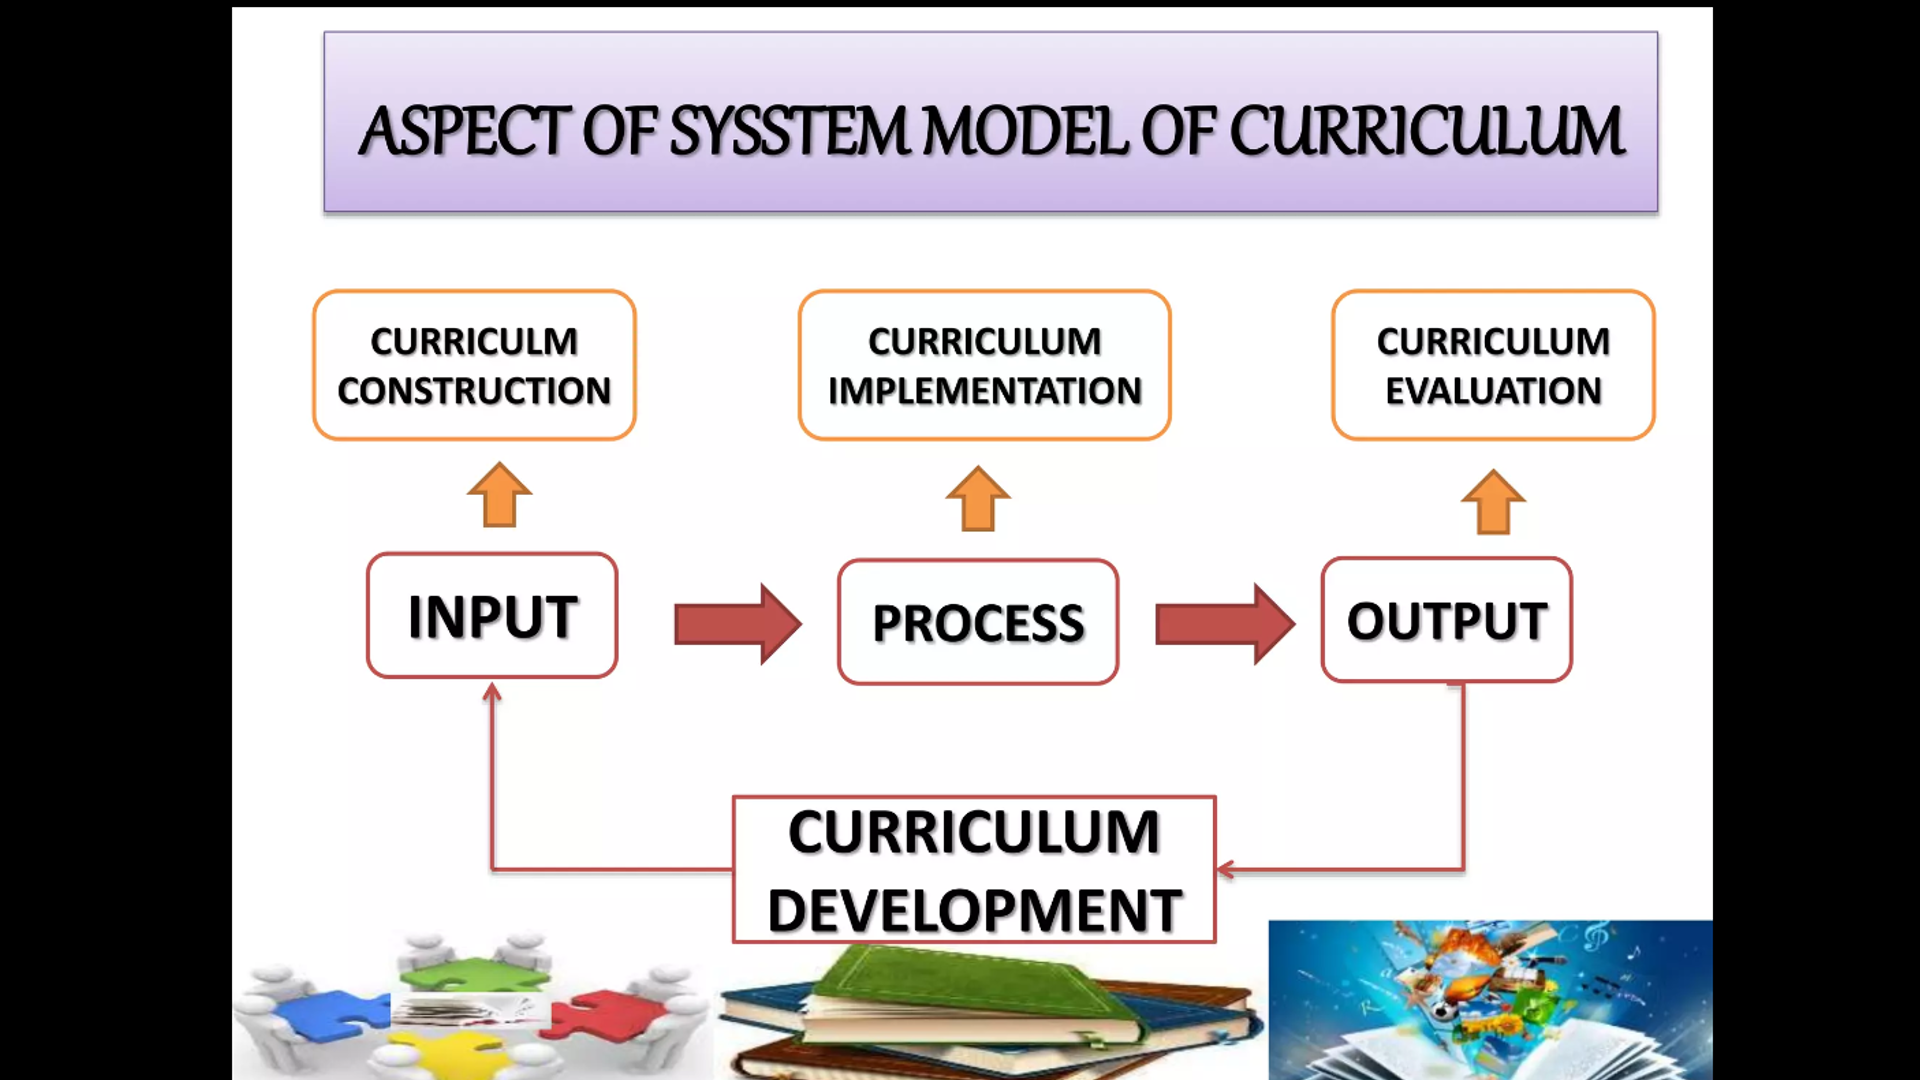 ASPECT OF SYSSTEM MODEL OF CURRICULUM
CURRICULM
CONSTRUCTION
CURRICULUM
IMPLEMENTATION
CURRICULUM
EVALUATION
INPUT
PROCESS
OUTPUT
CURRICULUM
DEVELOPMENT